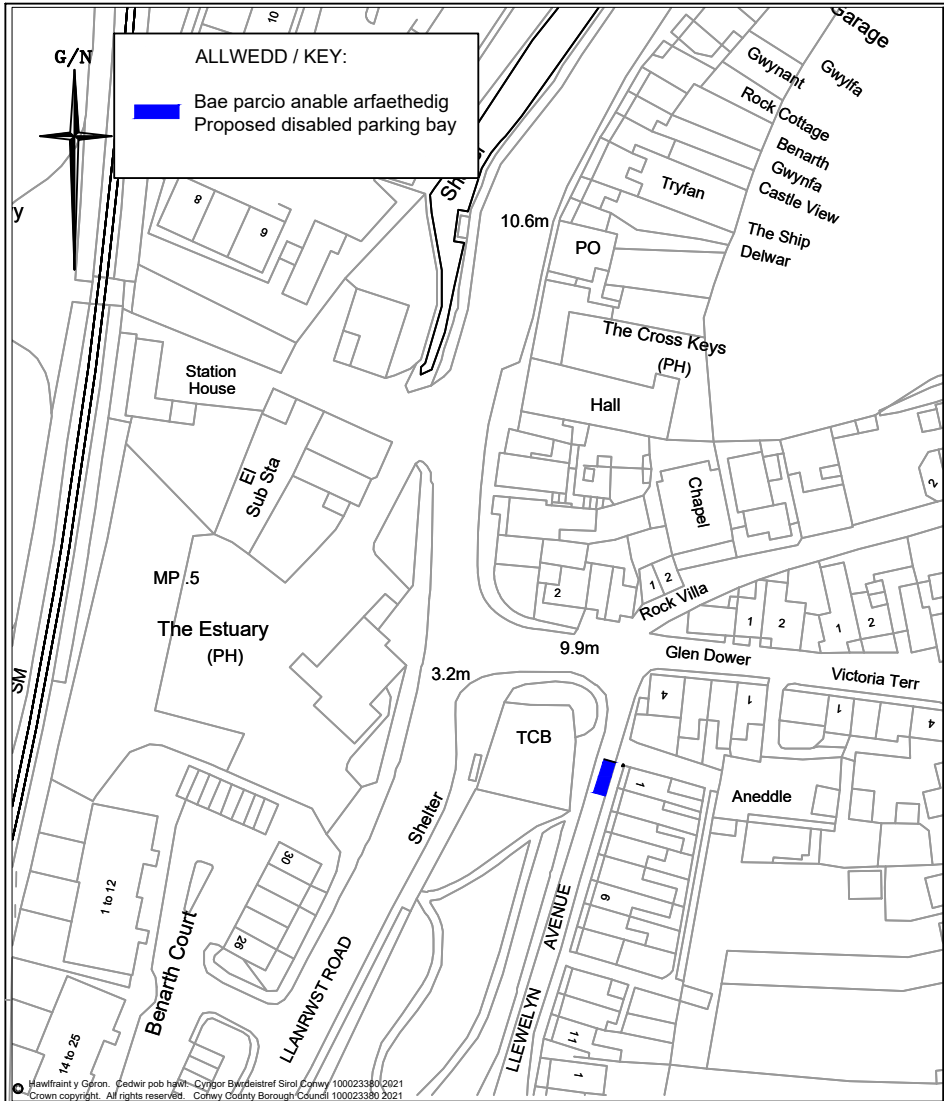 10
Garage
G/N
ALLWEDD / KEY:
Bae parcio anable arfaethedig
Proposed disabled parking bay
Gwynant
Gwylfa
Rock Cottage
Benarth
Gwynfa
Castle View
Tryfan
The Ship
Delwar
y
8
9
10.6m
PO
The Cross Keys
(PH)
Station
House
Hall
El
Sub Sta
Chapel
2
MP .5
2
1 2
Rock Villa
The Estuary
(PH)
1
2
1
2
9.9m
Glen Dower
3.2m
Victoria Terr
SM
4
1
1
4
TCB
1
Aneddle
Shelter
30
1 to 12
6
26
AVENUE
Benarth Court
LLANRWST ROAD
LLEWELYN
11
14 to 25
1
© Hawlfraint y Goron. Cedwir pob hawl. Cyngor Bwrdeistref Sirol Conwy 100023380 2021
Crown copyright. All rights reserved. Conwy County Borough Council 100023380 2021